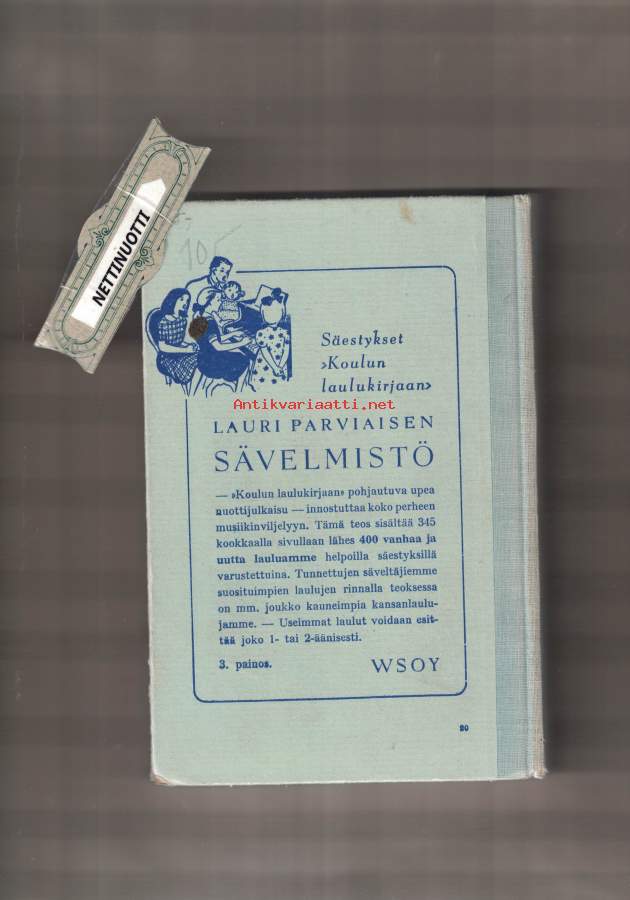 NETTINUOTTI
105
Säestykset
»Koulun
laulukirjaan»
Antikvariaatti.net
LAURI PARVIAISEN
SÄVELMISTÖ
— »Koulun laulukirjaan» pohjautuva upea
nuottijulkaisu — innostuttaa koko perheen
musiikinviljelyyn. Tämä teos sisältää 345
kookkaalla sivullaan lähes 400 vanhaa ja
uutta lauluamme helpoilla säestyksillä
varustettuina. Tunnettujen säveltäjiemme
suosituimpien laulujen rinnalla teoksessa
on mm. joukko kauneimpia kansanlaulu-
jamme. — Useimmat laulut voidaan esit-
tää joko 1- tai 2-äänisesti.
3. painos. WSOY
20